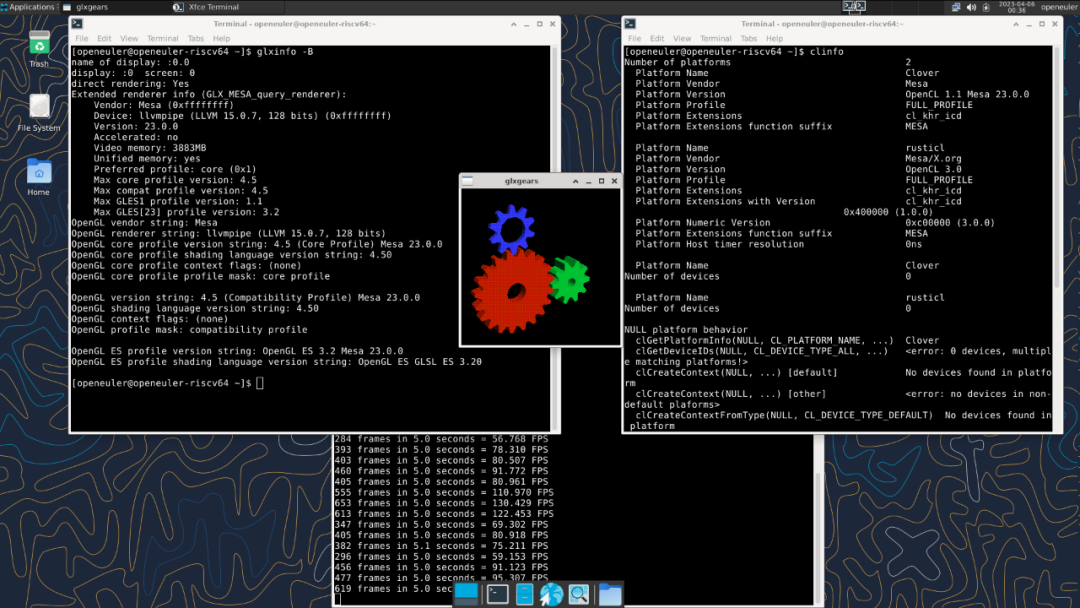 Applications
glxgears
Xfce Terminal
2023-04-06
00:36
openeuler
Trash
File System
Home
Terminal - openeuler@openeuler-riscv64:~
File Edit View Terminal Tabs Help
[openeuler@openeuler-riscv64 ~]$ glxinfo -B
name of display: :0.0
display: :0  screen: 0
direct rendering: Yes
Extended renderer info (GLX_MESA_query_renderer):
    Vendor: Mesa (0xffffffff)
    Device: llvmpipe (LLVM 15.0.7, 128 bits) (0xffffffff)
    Version: 23.0.0
    Accelerated: no
    Video memory: 3883MB
    Unified memory: yes
    Preferred profile: core (0x1)
    Max core profile version: 4.5
    Max compat profile version: 4.5
    Max GLES1 profile version: 1.1
    Max GLES[23] profile version: 3.2
OpenGL vendor string: Mesa
OpenGL renderer string: llvmpipe (LLVM 15.0.7, 128 bits)
OpenGL core profile version string: 4.5 (Core Profile) Mesa 23.0.0
OpenGL core profile shading language version string: 4.50
OpenGL core profile context flags: (none)
OpenGL core profile profile mask: core profile
OpenGL version string: 4.5 (Compatibility Profile) Mesa 23.0.0
OpenGL shading language version string: 4.50
OpenGL context flags: (none)
OpenGL profile mask: compatibility profile
OpenGL ES profile version string: OpenGL ES 3.2 Mesa 23.0.0
OpenGL ES profile shading language version string: OpenGL ES GLSL ES 3.20
[openeuler@openeuler-riscv64 ~]$
glxgears
Terminal - openeuler@openeuler-riscv64:~
File Edit View Terminal Tabs Help
[openeuler@openeuler-riscv64 ~]$ clinfo
Number of platforms 2
  Platform Name Clover
  Platform Vendor Mesa
  Platform Version OpenCL 1.1 Mesa 23.0.0
  Platform Profile FULL_PROFILE
  Platform Extensions cl_khr_icd
  Platform Extensions function suffix MESA
  Platform Name rusticl
  Platform Vendor Mesa/X.org
  Platform Version OpenCL 3.0
  Platform Profile FULL_PROFILE
  Platform Extensions cl_khr_icd
  Platform Extensions with Version cl_khr_icd
0x400000 (1.0.0)
  Platform Numeric Version 0xc00000 (3.0.0)
  Platform Extensions function suffix MESA
  Platform Host timer resolution 0ns
  Platform Name Clover
Number of devices 0
  Platform Name rusticl
Number of devices 0
NULL platform behavior
  clGetPlatformInfo(NULL, CL_PLATFORM_NAME, ...) Clover
  clGetDeviceIDs(NULL, CL_DEVICE_TYPE_ALL, ...) <error: 0 devices, multipl
e matching platforms!>
  clCreateContext(NULL, ...) [default] No devices found in platfo
rm
  clCreateContext(NULL, ...) [other] <error: no devices in non-
default plaforms>
  clCreateContextFromType(NULL, CL_DEVICE_TYPE_DEFAULT) No devices found in
platform
284 frames in 5.0 seconds = 56.768 FPS
393 frames in 5.0 seconds = 78.310 FPS
403 frames in 5.0 seconds = 80.507 FPS
460 frames in 5.0 seconds = 91.772 FPS
405 frames in 5.0 seconds = 80.961 FPS
555 frames in 5.0 seconds = 110.970 FPS
653 frames in 5.0 seconds = 130.429 FPS
613 frames in 5.0 seconds = 122.453 FPS
347 frames in 5.0 seconds = 69.302 FPS
405 frames in 5.0 seconds = 80.918 FPS
382 frames in 5.1 seconds = 75.211 FPS
296 frames in 5.0 seconds = 59.153 FPS
456 frames in 5.0 seconds = 91.123 FPS
477 frames in 5.0 seconds = 95.307 FPS
619 frames in 5.0 sec